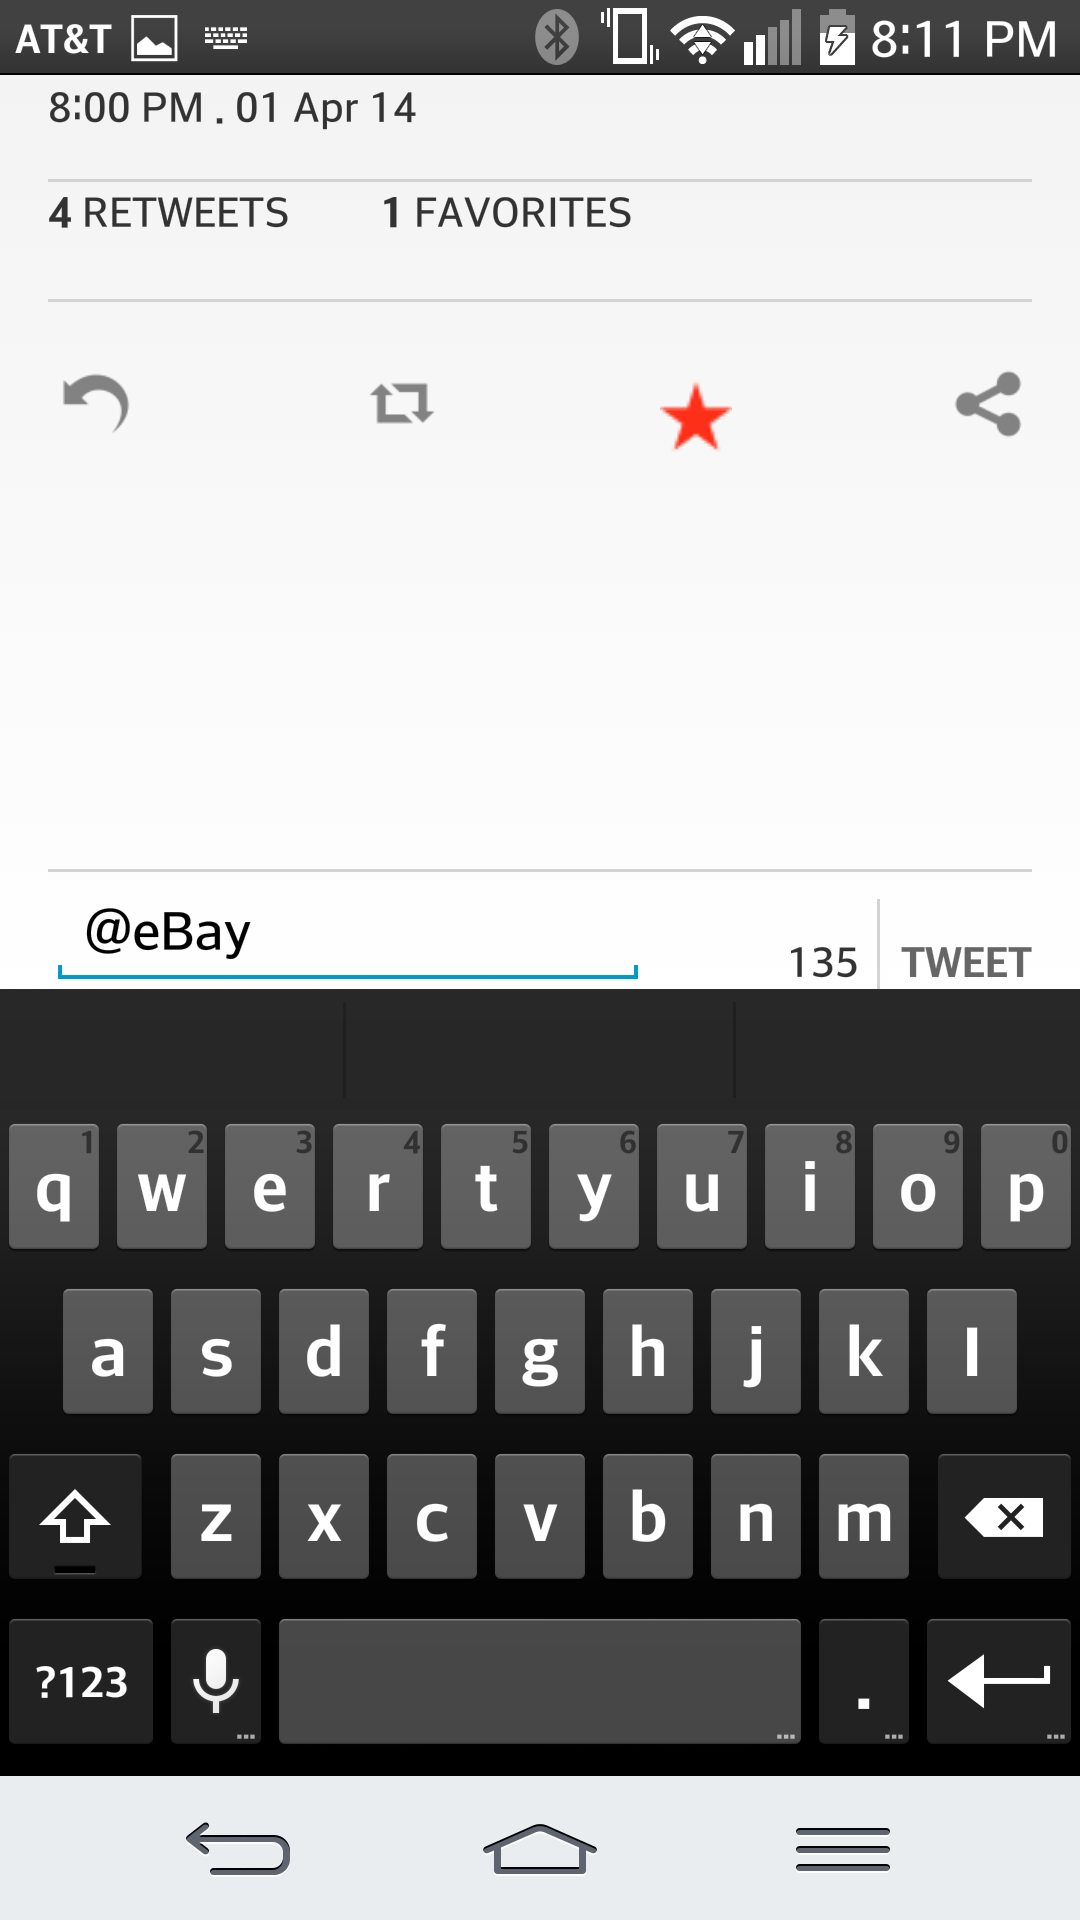 AT&T 8:11 PM
8:00 PM . 01 Apr 14
4 RETWEETS 1 FAVORITES
@eBay 135 TWEET
1 2 3 4 5 6 7 8 9 0
q w e r t y u i o p
a s d f g h j k l
z x c v b n m
?123 .